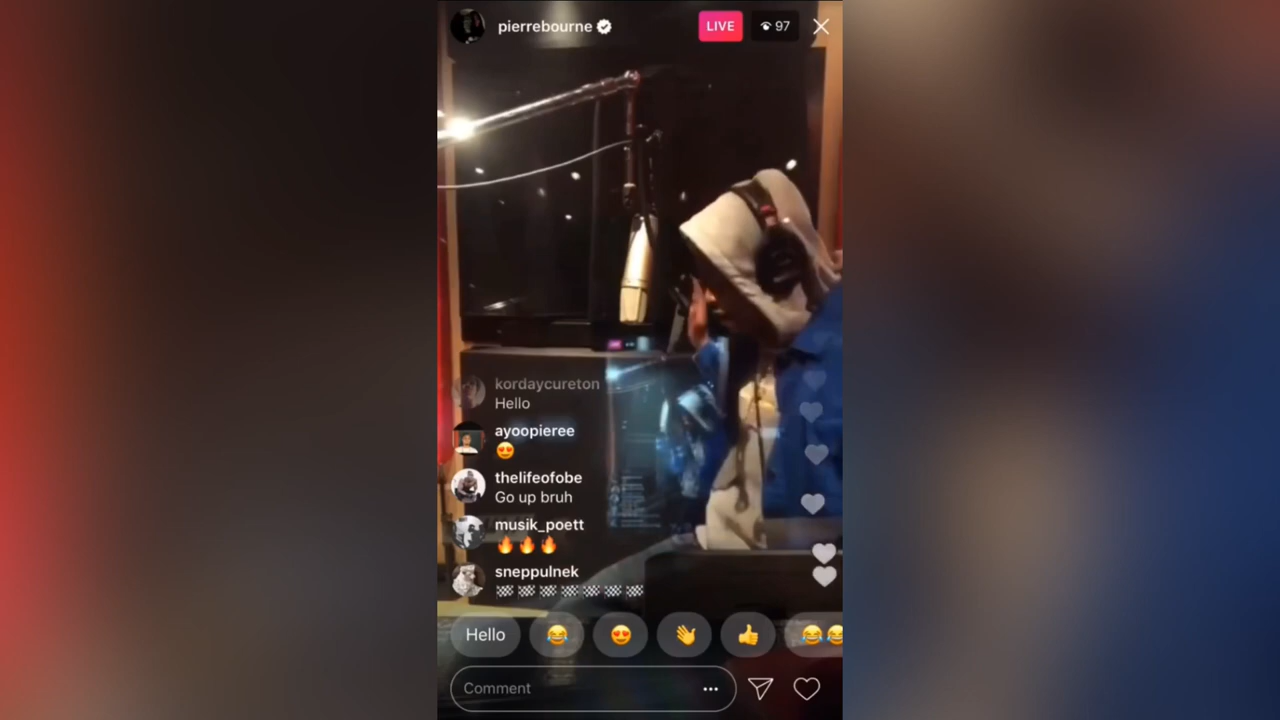 pierrebourne
LIVE
97
kordaycureton
Hello
ayoopieree
😍
thelifeofobe
Go up bruh
musik_poett
🔥🔥🔥
sneppulnek
🏁🏁🏁🏁🏁🏁🏁
Hello 😂 😍 👋 👍 😂😂
Comment